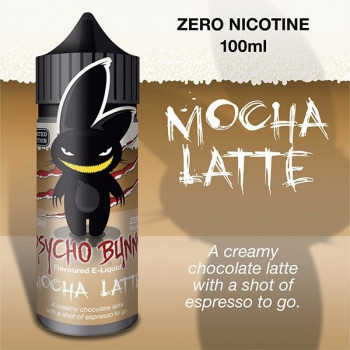 ZERO NICOTINE
100ml
MOCHA
LATTE
A creamy
chocolate latte
with a shot of
espresso to go.
PSYCHO BUNN
Flavoured E-Liquid
MOCHA LATTE
A creamy chocolate latte
with a shot of espresso to go.